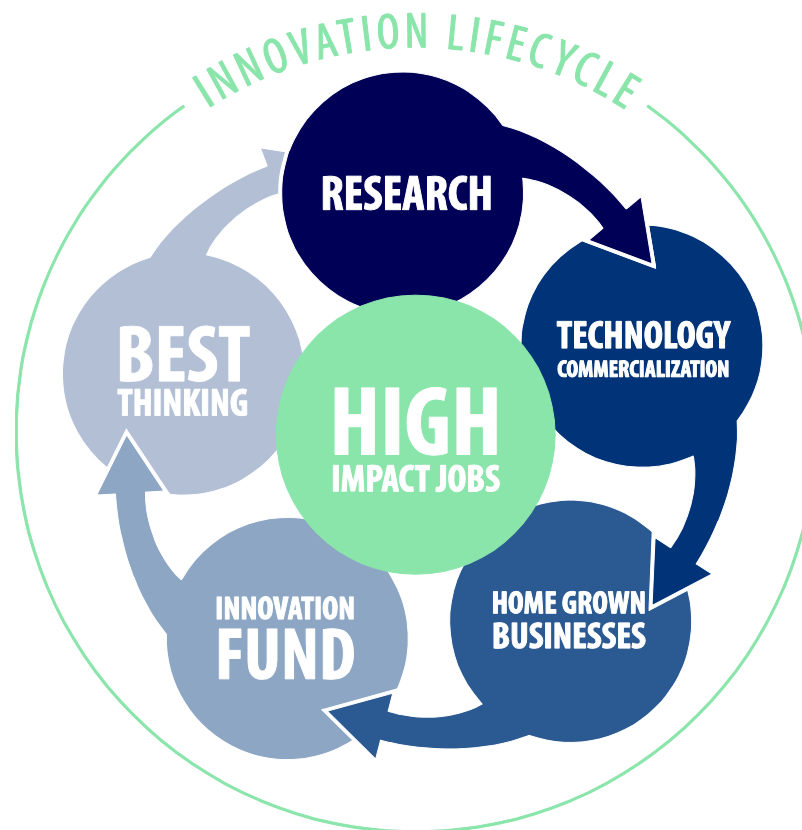 INNOVATION LIFECYCLE
RESEARCH
TECHNOLOGY
COMMERCIALIZATION
HOME GROWN
BUSINESSES
INNOVATION
FUND
BEST
THINKING
HIGH
IMPACT JOBS